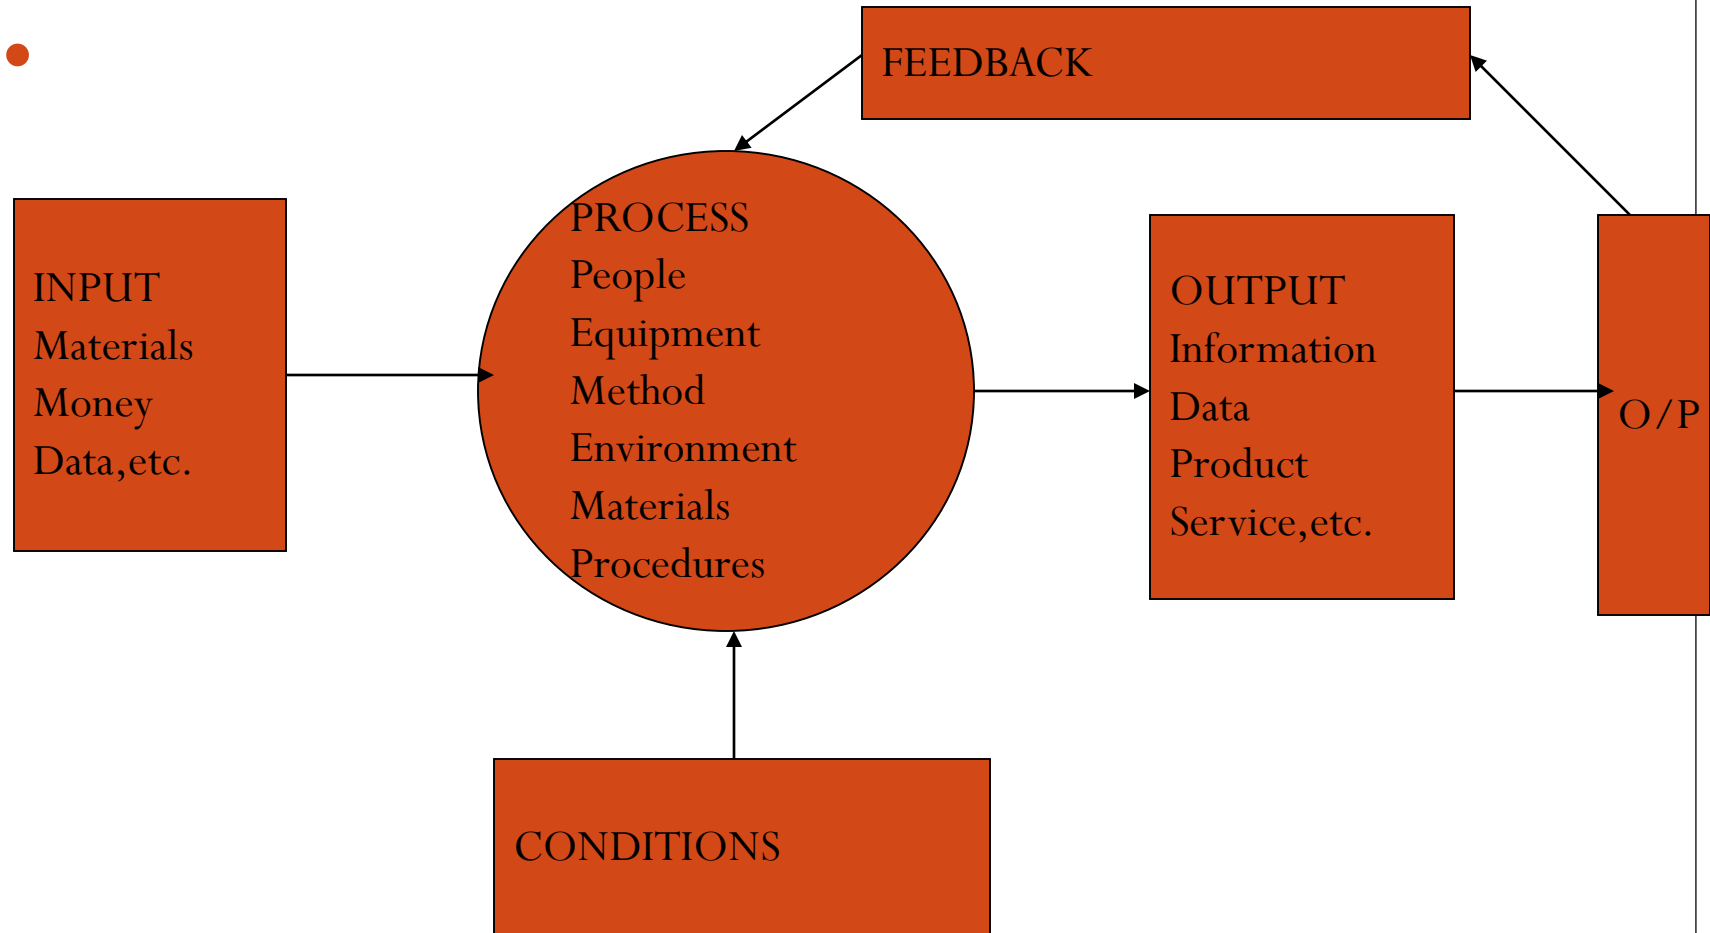 FEEDBACK
INPUT
Materials
Money
Data,etc.
PROCESS
People
Equipment
Method
Environment
Materials
Procedures
OUTPUT
Information
Data
Product
Service,etc.
O/P
CONDITIONS